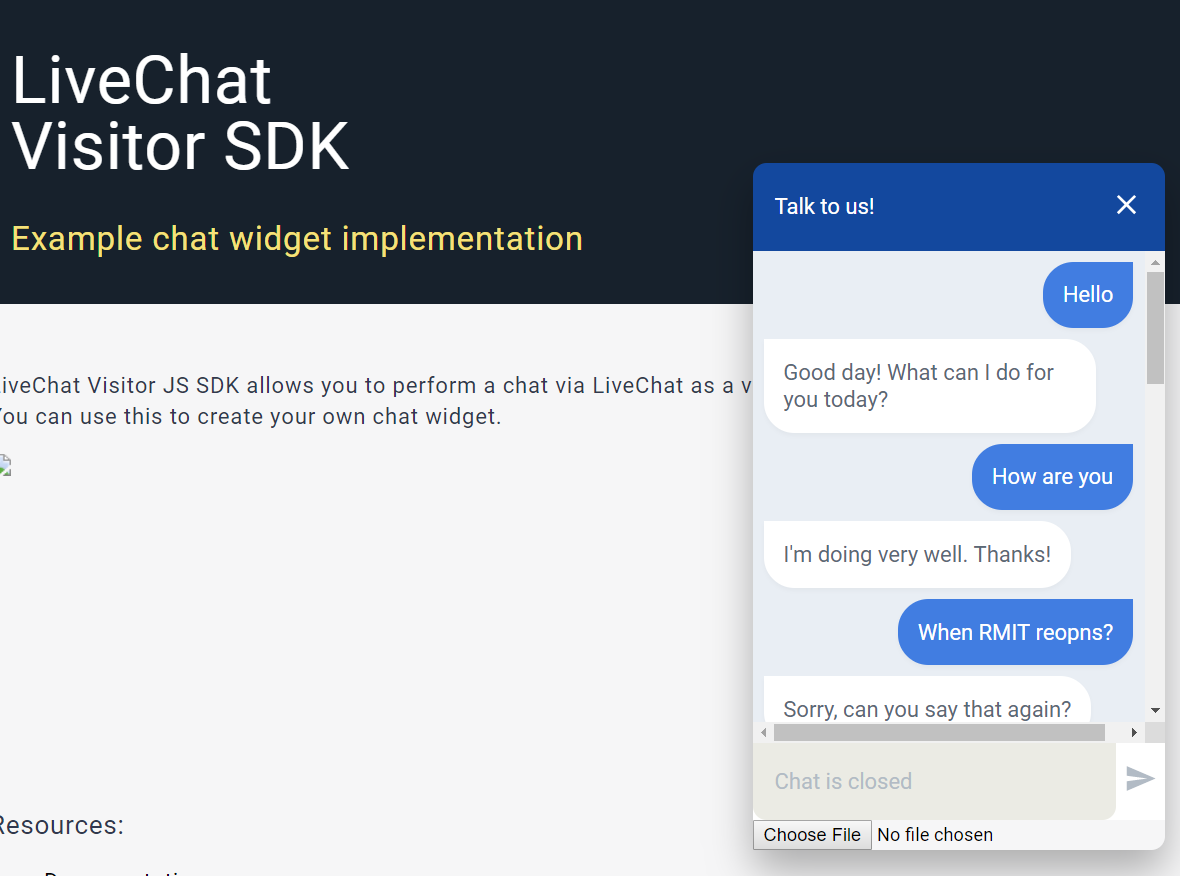 LiveChat
Visitor SDK
Example chat widget implementation
iveChat Visitor JS SDK allows you to perform a chat via LiveChat as a v
You can use this to create your own chat widget.
Resources:
Talk to us!
Hello
Good day! What can I do for
you today?
How are you
I'm doing very well. Thanks!
When RMIT reopns?
Sorry, can you say that again?
Chat is closed
Choose File No file chosen